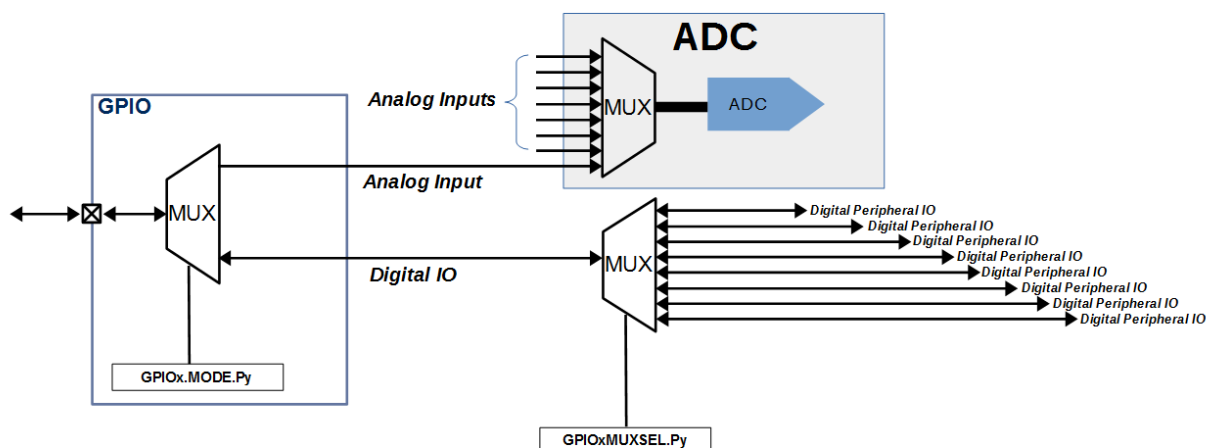 ADC
GPIO
Analog Inputs
MUX
ADC
MUX
Analog Input
Digital IO
MUX
Digital Peripheral IO
Digital Peripheral IO
Digital Peripheral IO
Digital Peripheral IO
Digital Peripheral IO
Digital Peripheral IO
Digital Peripheral IO
Digital Peripheral IO
GPIOx.MODE.Py
GPIOxMUXSEL.Py